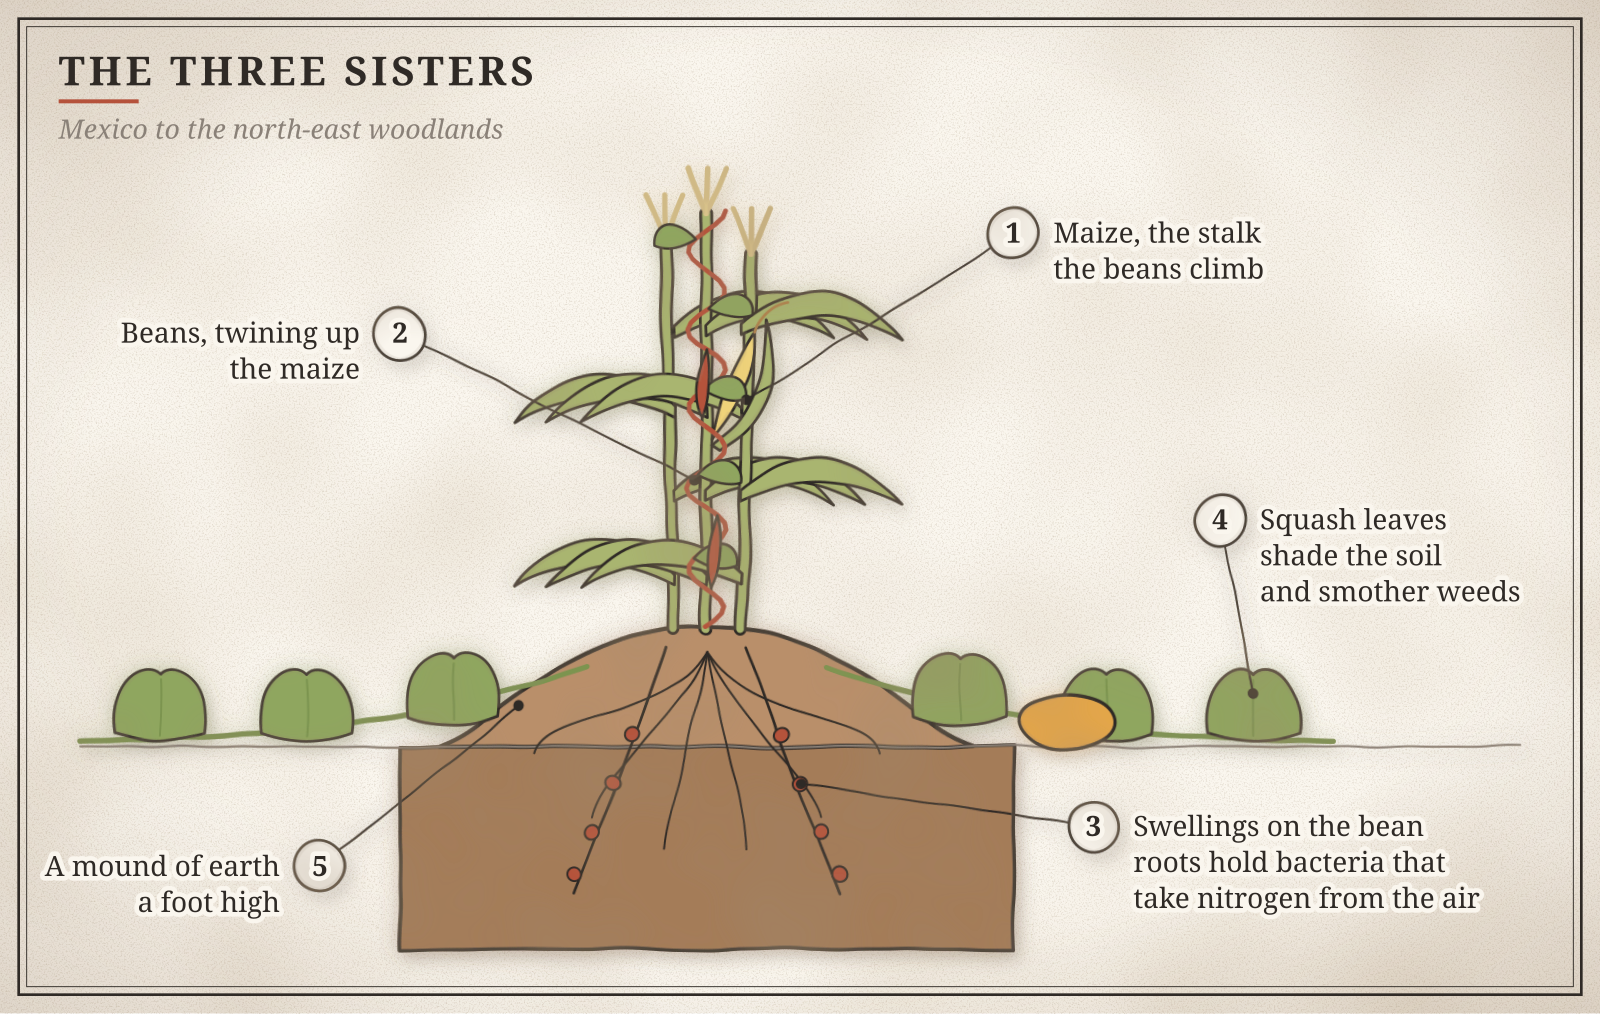 THE THREE SISTERS
Mexico to the north-east woodlands
1
Maize, the stalk
the beans climb
2
Beans, twining up
the maize
4
Squash leaves
shade the soil
and smother weeds
3
Swellings on the bean
roots hold bacteria that
take nitrogen from the air
5
A mound of earth
a foot high